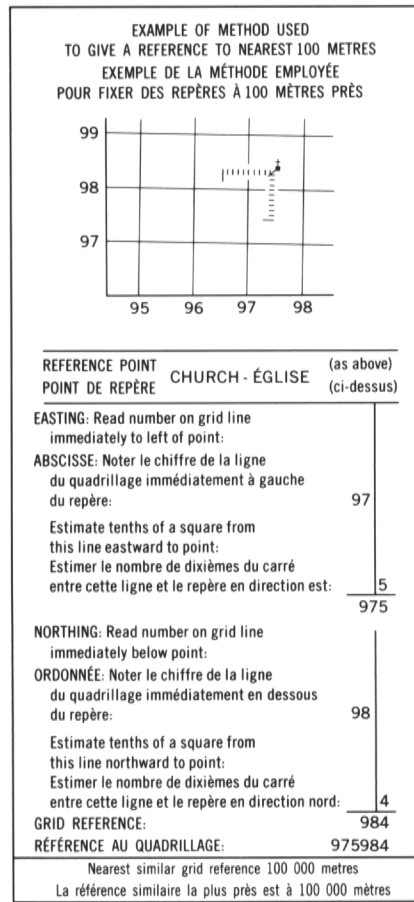 EXAMPLE OF METHOD USED
TO GIVE A REFERENCE TO NEAREST 100 METRES
EXEMPLE DE LA MÉTHODE EMPLOYÉE
POUR FIXER DES REPÈRES À 100 MÈTRES PRÈS
99
98
97
95 96 97 98
REFERENCE POINT CHURCH - ÉGLISE (as above)
POINT DE REPÈRE (ci-dessus)
EASTING: Read number on grid line
immediately to left of point:
ABSCISSE: Noter le chiffre de la ligne
du quadrillage immédiatement à gauche
du repère: 97
Estimate tenths of a square from
this line eastward to point:
Estimer le nombre de dixièmes du carré
entre cette ligne et le repère en direction est: 5
975
NORTHING: Read number on grid line
immediately below point:
ORDONNÉE: Noter le chiffre de la ligne
du quadrillage immédiatement en dessous
du repère: 98
Estimate tenths of a square from
this line northward to point:
Estimer le nombre de dixièmes du carré
entre cette ligne et le repère en direction nord: 4
GRID REFERENCE: 984
RÉFÉRENCE AU QUADRILLAGE: 975984
Nearest similar grid reference 100 000 metres
La référence similaire la plus près est à 100 000 mètres